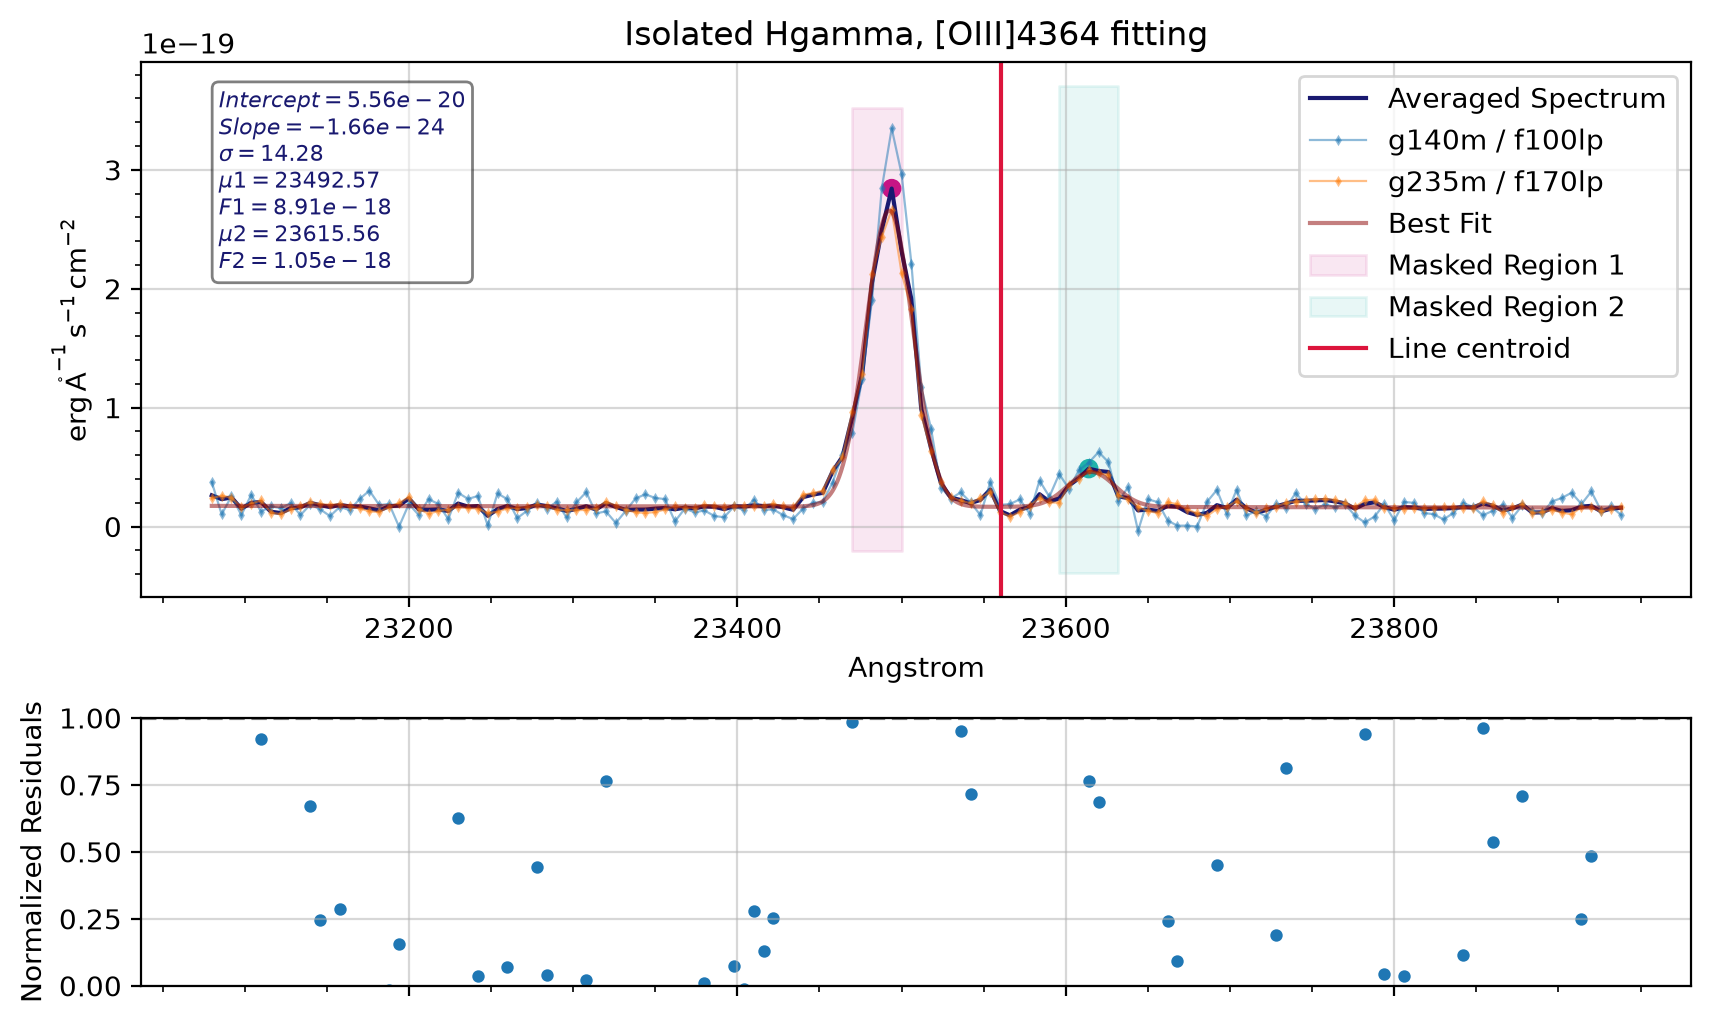 Isolated Hgamma, [OIII]4364 fitting
1e−19
Intercept = 5.56e − 20
Slope = −1.66e − 24
σ = 14.28
μ1 = 23492.57
F1 = 8.91e − 18
μ2 = 23615.56
F2 = 1.05e − 18
Averaged Spectrum
g140m / f100lp
g235m / f170lp
Best Fit
Masked Region 1
Masked Region 2
Line centroid
erg Å⁻¹ s⁻¹ cm⁻²
3
2
1
0
23200 23400 23600 23800
Angstrom
Normalized Residuals
1.00
0.75
0.50
0.25
0.00